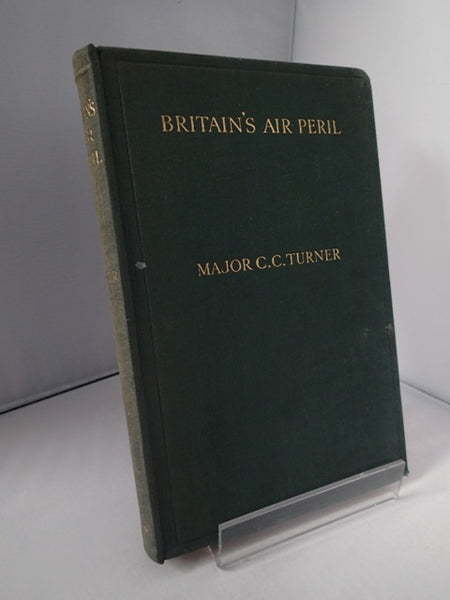 BRITAIN'S AIR PERIL
MAJOR C.C. TURNER